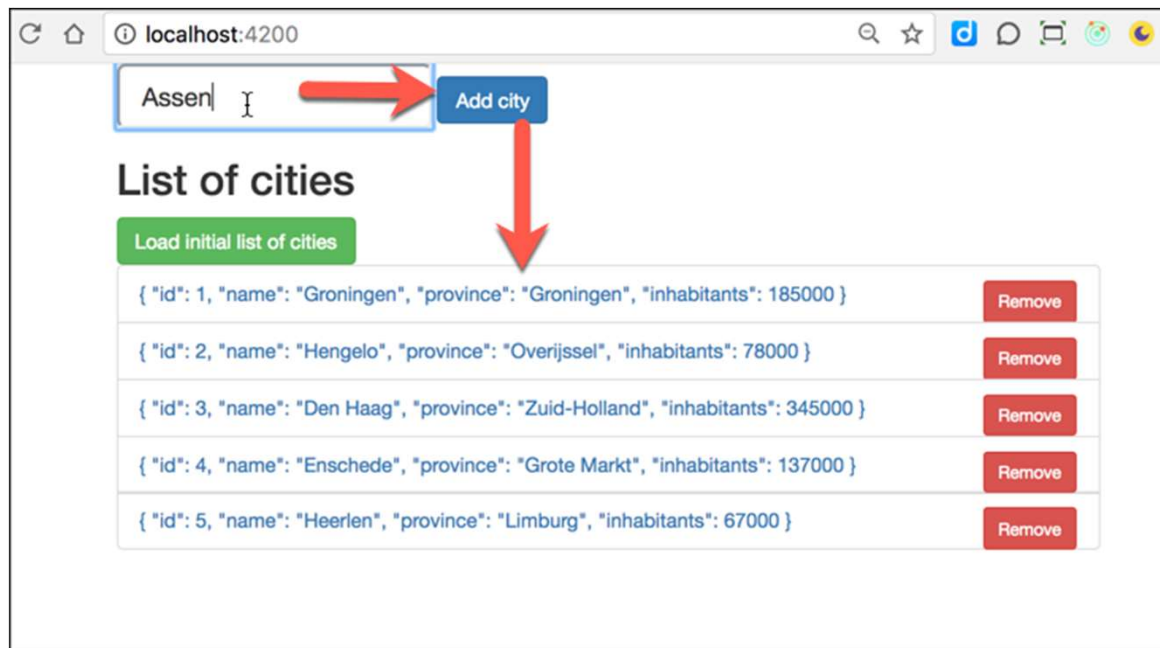 localhost:4200
Assen Add city
List of cities
Load initial list of cities
{ "id": 1, "name": "Groningen", "province": "Groningen", "inhabitants": 185000 } Remove
{ "id": 2, "name": "Hengelo", "province": "Overijssel", "inhabitants": 78000 } Remove
{ "id": 3, "name": "Den Haag", "province": "Zuid-Holland", "inhabitants": 345000 } Remove
{ "id": 4, "name": "Enschede", "province": "Grote Markt", "inhabitants": 137000 } Remove
{ "id": 5, "name": "Heerlen", "province": "Limburg", "inhabitants": 67000 } Remove